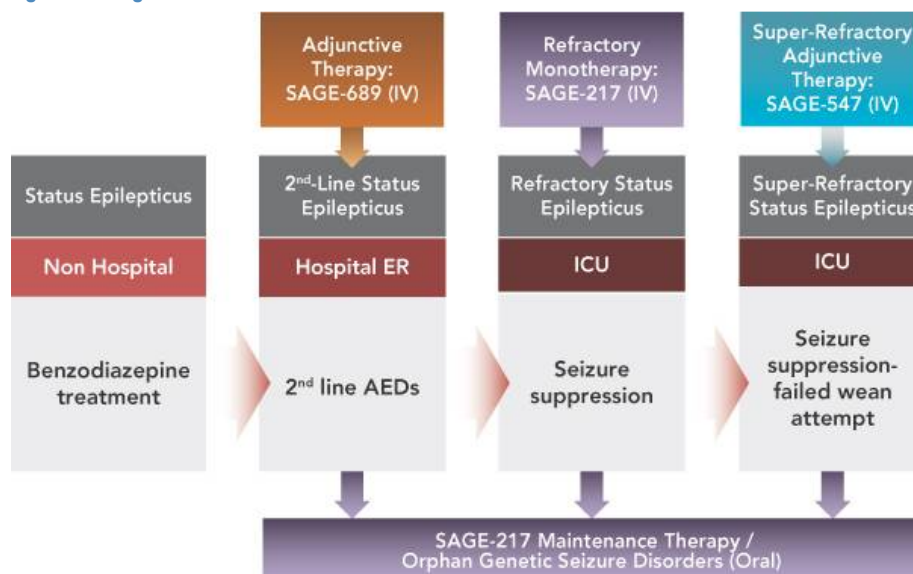 Adjunctive
Therapy:
SAGE-689 (IV)
Refractory
Monotherapy:
SAGE-217 (IV)
Super-Refractory
Adjunctive
Therapy:
SAGE-547 (IV)
Status Epilepticus
2nd-Line Status
Epilepticus
Refractory Status
Epilepticus
Super-Refractory
Status Epilepticus
Non Hospital
Hospital ER
ICU
ICU
Benzodiazepine
treatment
2nd line AEDs
Seizure
suppression
Seizure
suppression-
failed wean
attempt
SAGE-217 Maintenance Therapy /
Orphan Genetic Seizure Disorders (Oral)